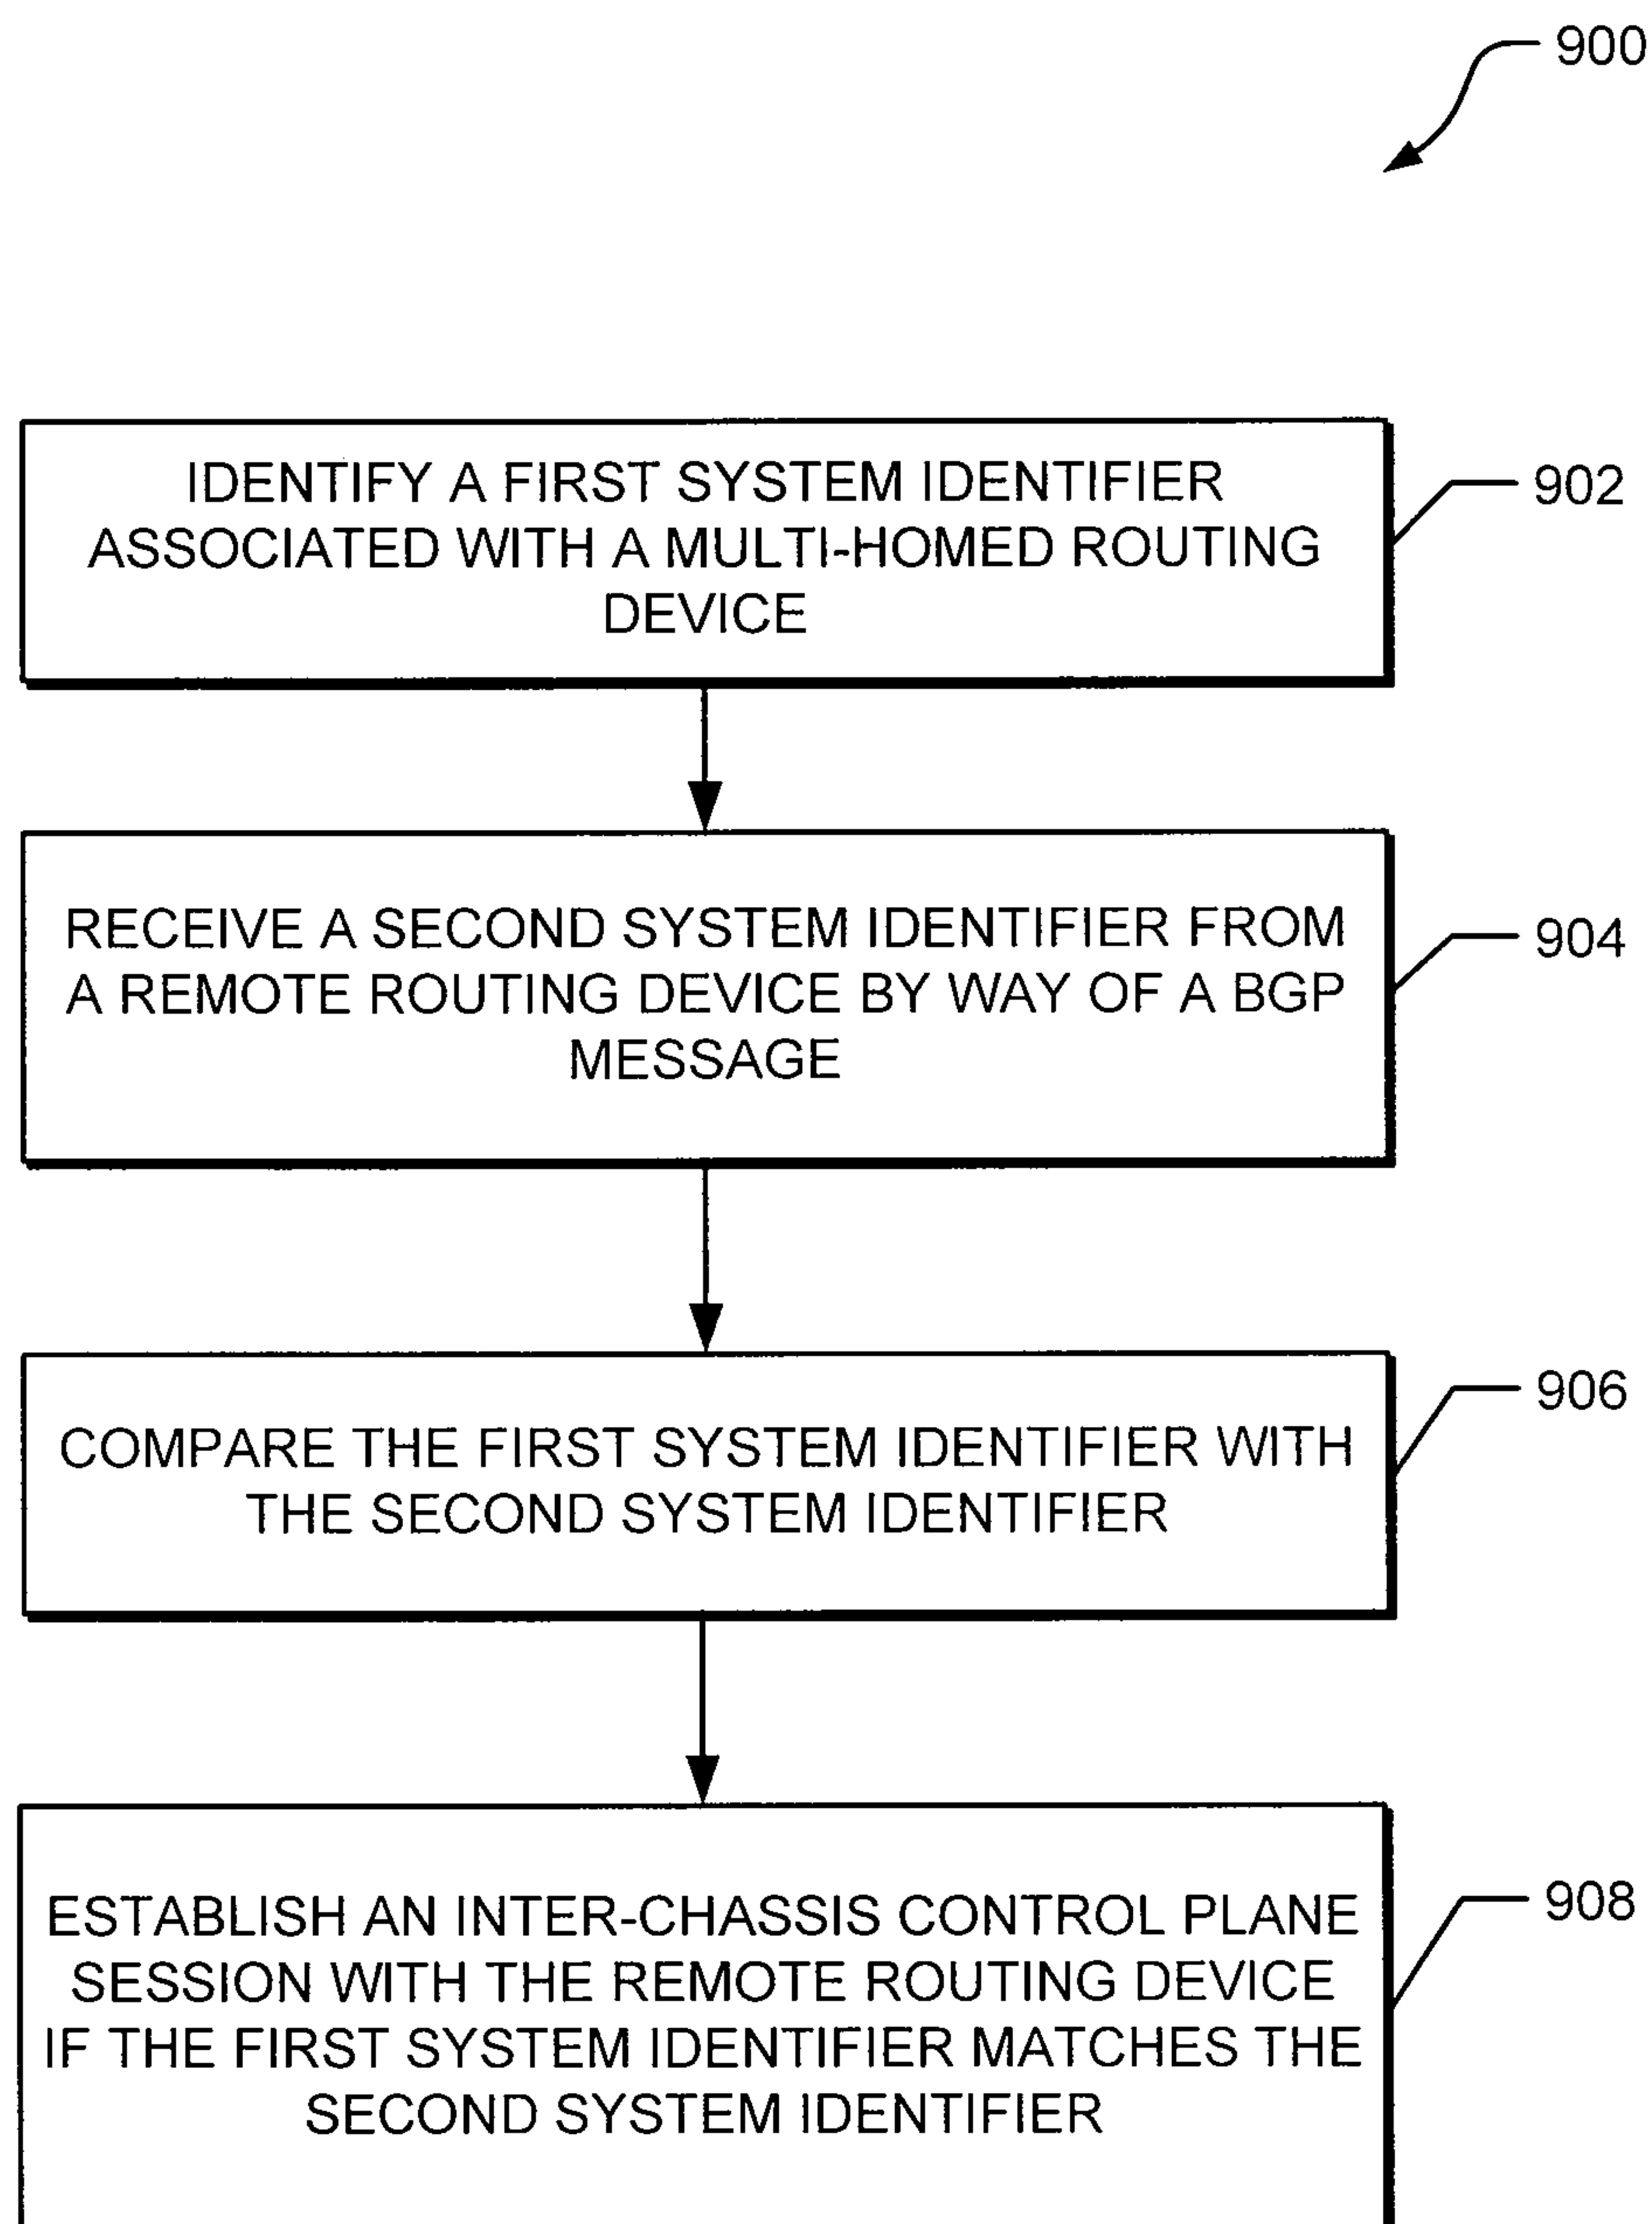 900
IDENTIFY A FIRST SYSTEM IDENTIFIER
ASSOCIATED WITH A MULTI-HOMED ROUTING
DEVICE
902
RECEIVE A SECOND SYSTEM IDENTIFIER FROM
A REMOTE ROUTING DEVICE BY WAY OF A BGP
MESSAGE
904
COMPARE THE FIRST SYSTEM IDENTIFIER WITH
THE SECOND SYSTEM IDENTIFIER
906
ESTABLISH AN INTER-CHASSIS CONTROL PLANE
SESSION WITH THE REMOTE ROUTING DEVICE
IF THE FIRST SYSTEM IDENTIFIER MATCHES THE
SECOND SYSTEM IDENTIFIER
908